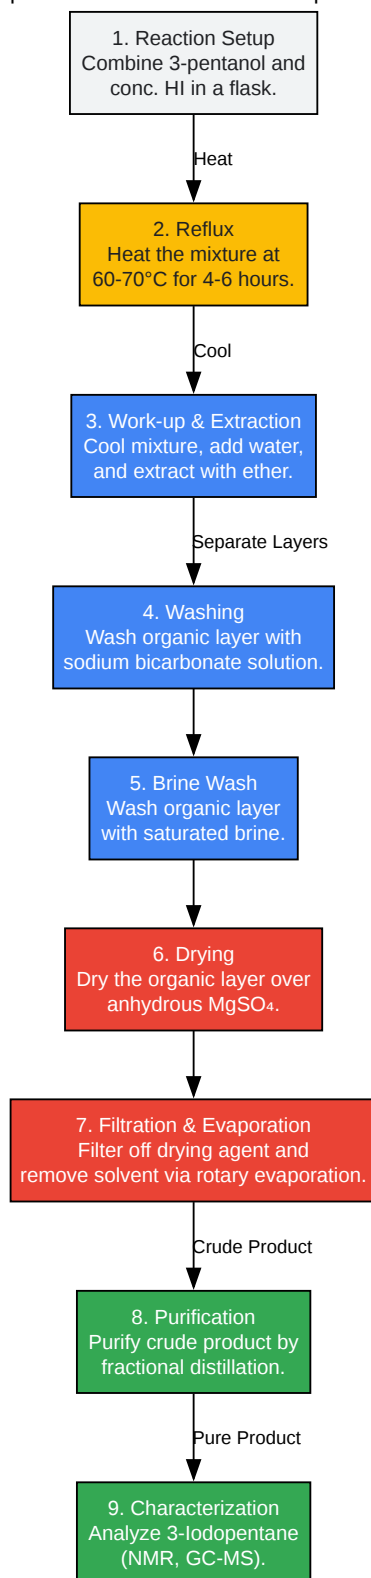 1. Reaction Setup
Combine 3-pentanol and
conc. HI in a flask.
Heat
2. Reflux
Heat the mixture at
60-70°C for 4-6 hours.
Cool
3. Work-up & Extraction
Cool mixture, add water,
and extract with ether.
Separate Layers
4. Washing
Wash organic layer with
sodium bicarbonate solution.
5. Brine Wash
Wash organic layer
with saturated brine.
6. Drying
Dry the organic layer over
anhydrous MgSO₄.
7. Filtration & Evaporation
Filter off drying agent and
remove solvent via rotary evaporation.
Crude Product
8. Purification
Purify crude product by
fractional distillation.
Pure Product
9. Characterization
Analyze 3-Iodopentane
(NMR, GC-MS).